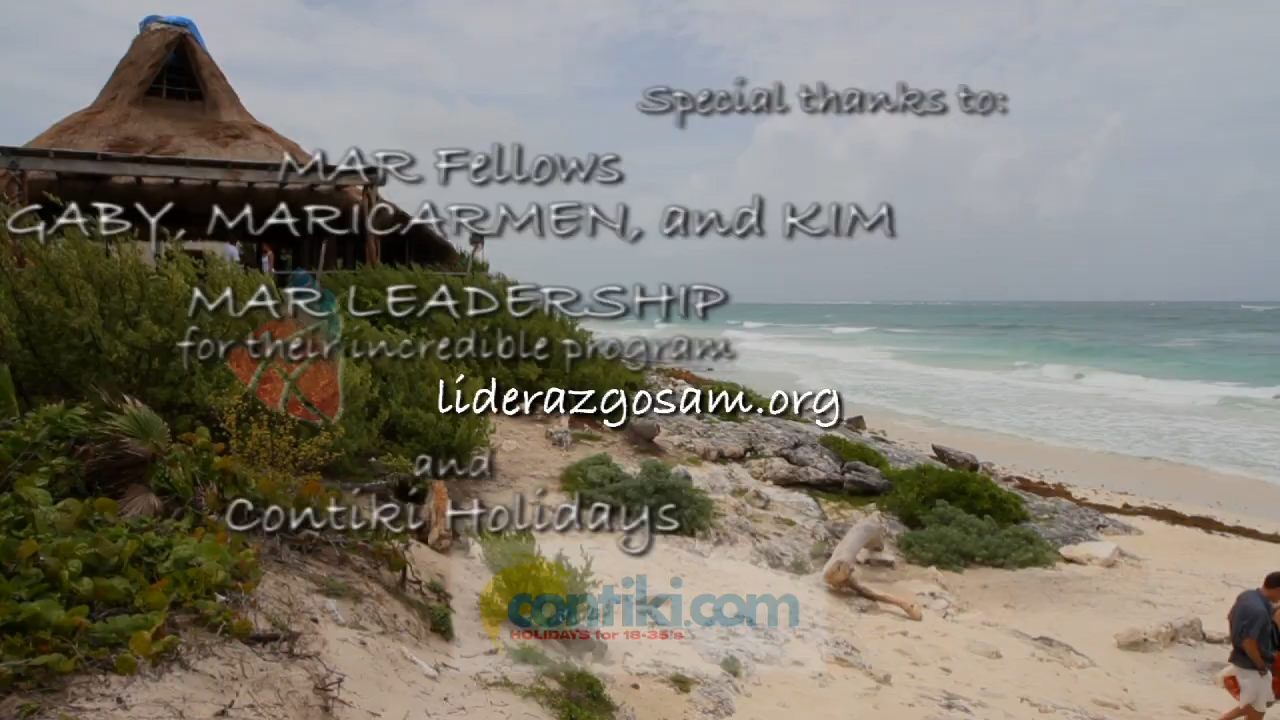 Special thanks to:
MAR Fellows
GABY, MARICARMEN, and KIM
MAR LEADERSHIP
for their incredible program
liderazgosam.org
and
Contiki Holidays
contiki.com
HOLIDAYS for 18-35's